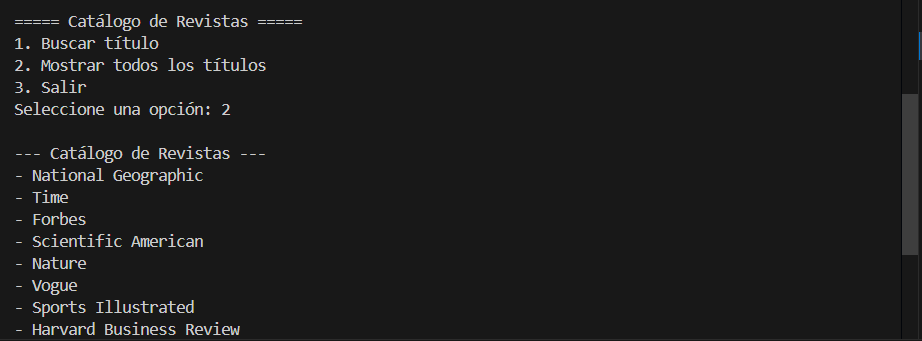 ===== Catálogo de Revistas =====
1. Buscar título
2. Mostrar todos los títulos
3. Salir
Seleccione una opción: 2
--- Catálogo de Revistas ---
- National Geographic
- Time
- Forbes
- Scientific American
- Nature
- Vogue
- Sports Illustrated
- Harvard Business Review